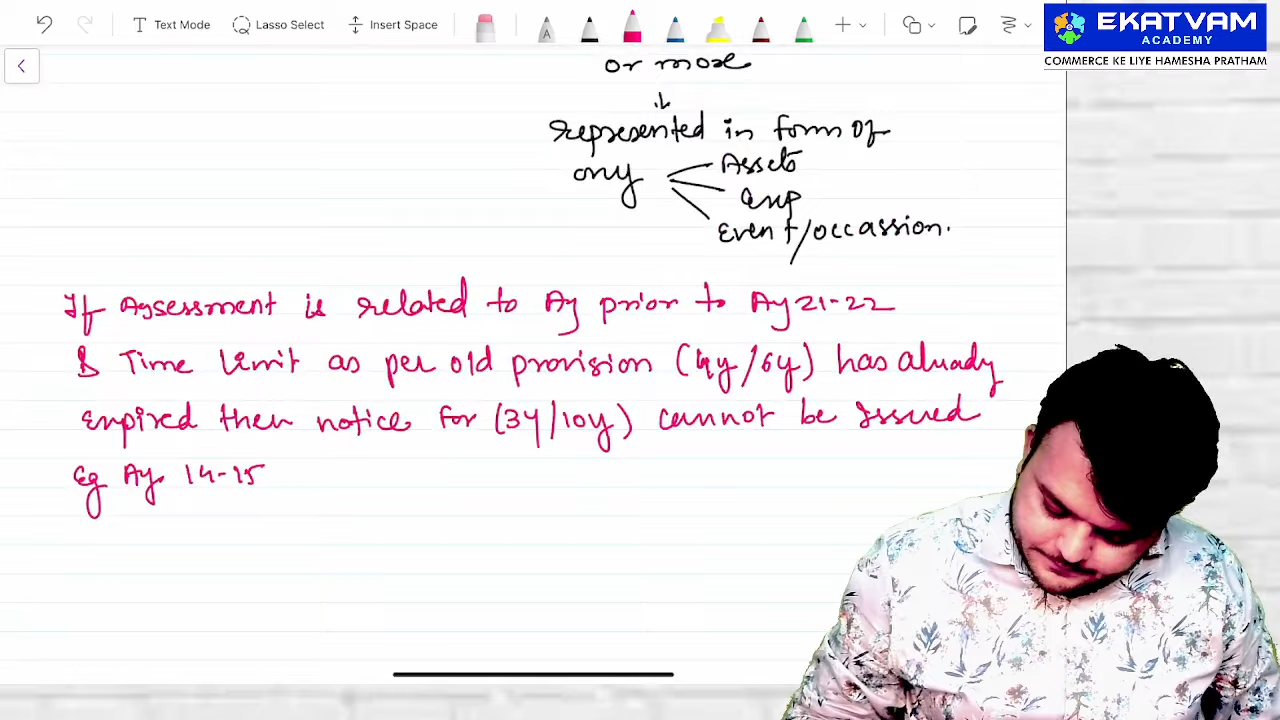 Text Mode Lasso Select Insert Space
EKATVAM
ACADEMY
COMMERCE KE LIYE HAMESHA PRATHAM
or more
represented in form of
any Assets
Exp
Event/occassion.
If Assessment is related to Ay prior to Ay 21-22
& Time limit as per old provision (4y/6y) has already
expired then notice for (3y/10y) cannot be issued
Eg Ay. 14-15